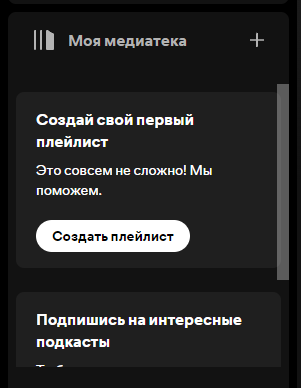 Моя медиатека
Создай свой первый
плейлист
Это совсем не сложно! Мы
поможем.
Создать плейлист
Подпишись на интересные
подкасты